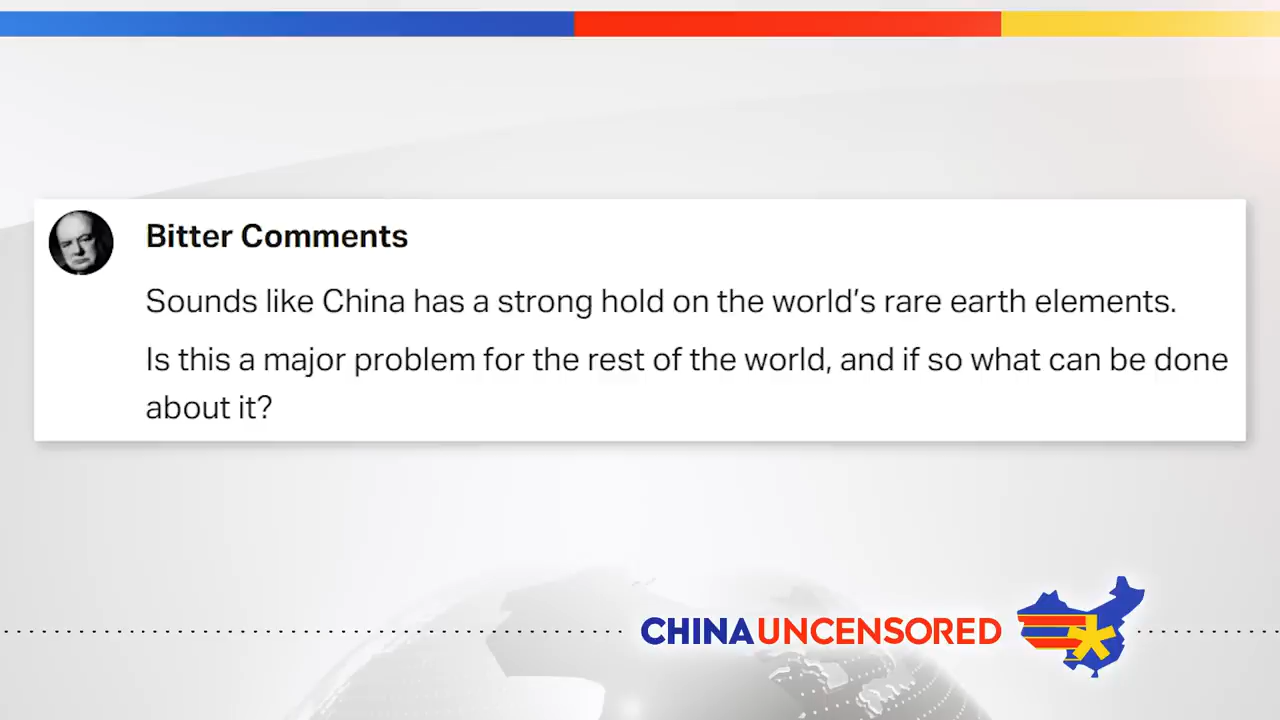 Bitter Comments
Sounds like China has a strong hold on the world's rare earth elements.
Is this a major problem for the rest of the world, and if so what can be done
about it?
CHINAUNCENSORED